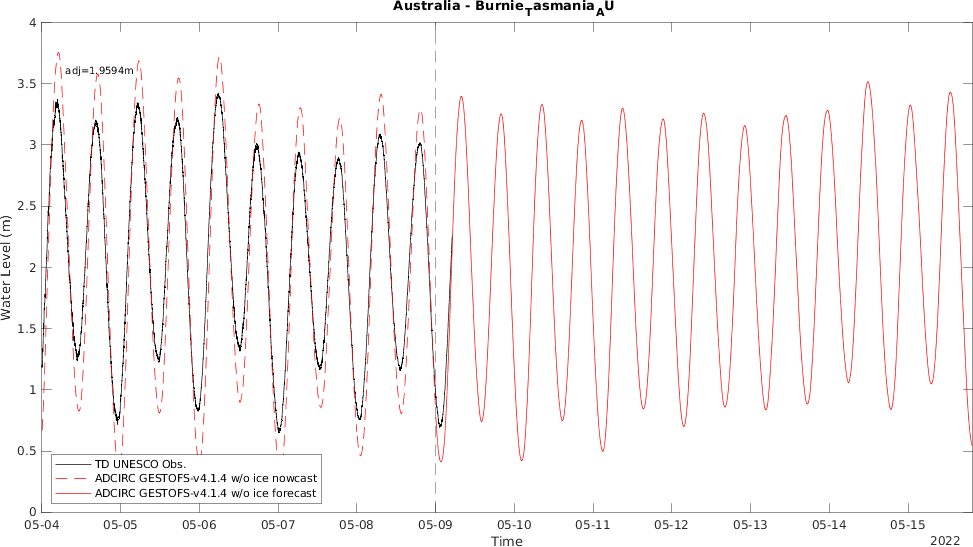 Australia - Burnie_Tasmania_AU
4
adj=1.9594m
3.5
3
2.5
2
1.5
1
0.5
0
Water Level (m)
TD UNESCO Obs.
ADCIRC GESTOFS-v4.1.4 w/o ice nowcast
ADCIRC GESTOFS-v4.1.4 w/o ice forecast
05-04 05-05 05-06 05-07 05-08 05-09 05-10 05-11 05-12 05-13 05-14 05-15
Time
2022